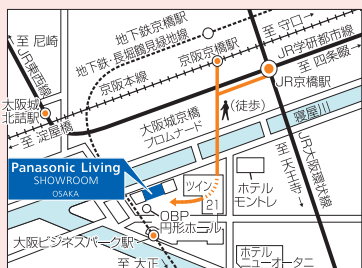 地下鉄京橋駅
地下鉄・長堀鶴見緑地線
京阪京橋駅
至 守口
JR学研都市線
至 四条畷
至 尼崎
JR東西線
京阪本線
JR京橋駅
大阪城
北詰駅
至 淀屋橋
大阪城京橋
プロムナード
(徒歩)
寝屋川
JR大阪環状線
至 天王寺
Panasonic Living
SHOWROOM
OSAKA
ツイン
21
ホテル
モントレ
OBP
円形ホール
大阪ビジネスパーク駅
至 大正
ホテル
ニューオータニ